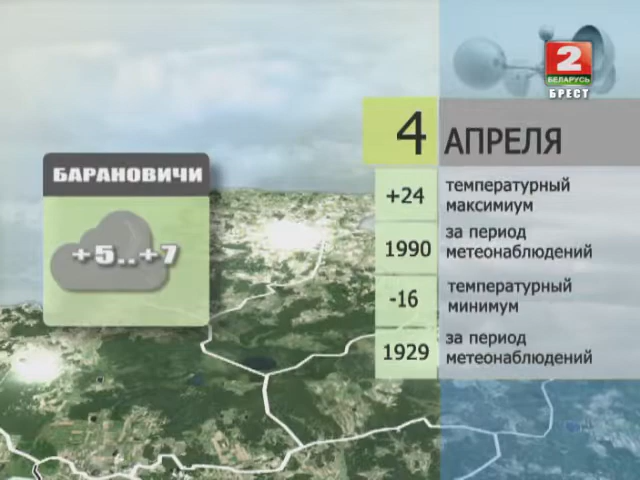 2
БЕЛАРУСЬ
БРЕСТ
4 АПРЕЛЯ
БАРАНОВИЧИ
+5..+7
+24 температурный
максимиум
1990 за период
метеонаблюдений
-16 температурный
минимум
1929 за период
метеонаблюдений